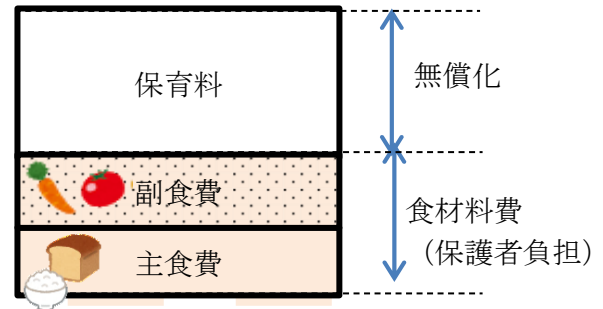 保育料
無償化
副食費
食材料費
（保護者負担）
主食費